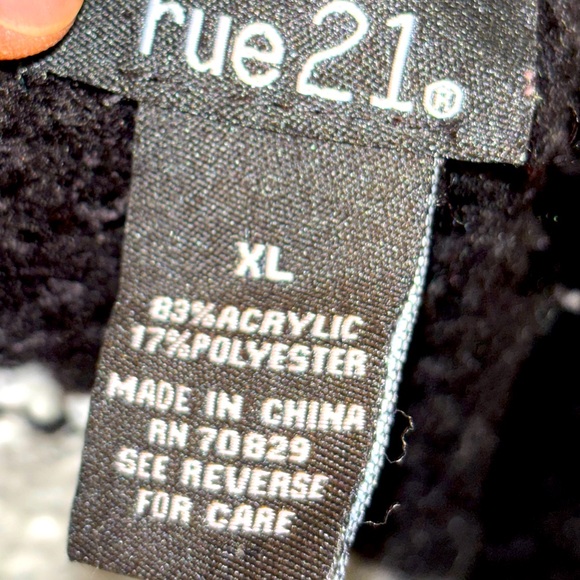 rue21®
XL
83%ACRYLIC
17%POLYESTER
MADE IN CHINA
RN 70829
SEE REVERSE
FOR CARE